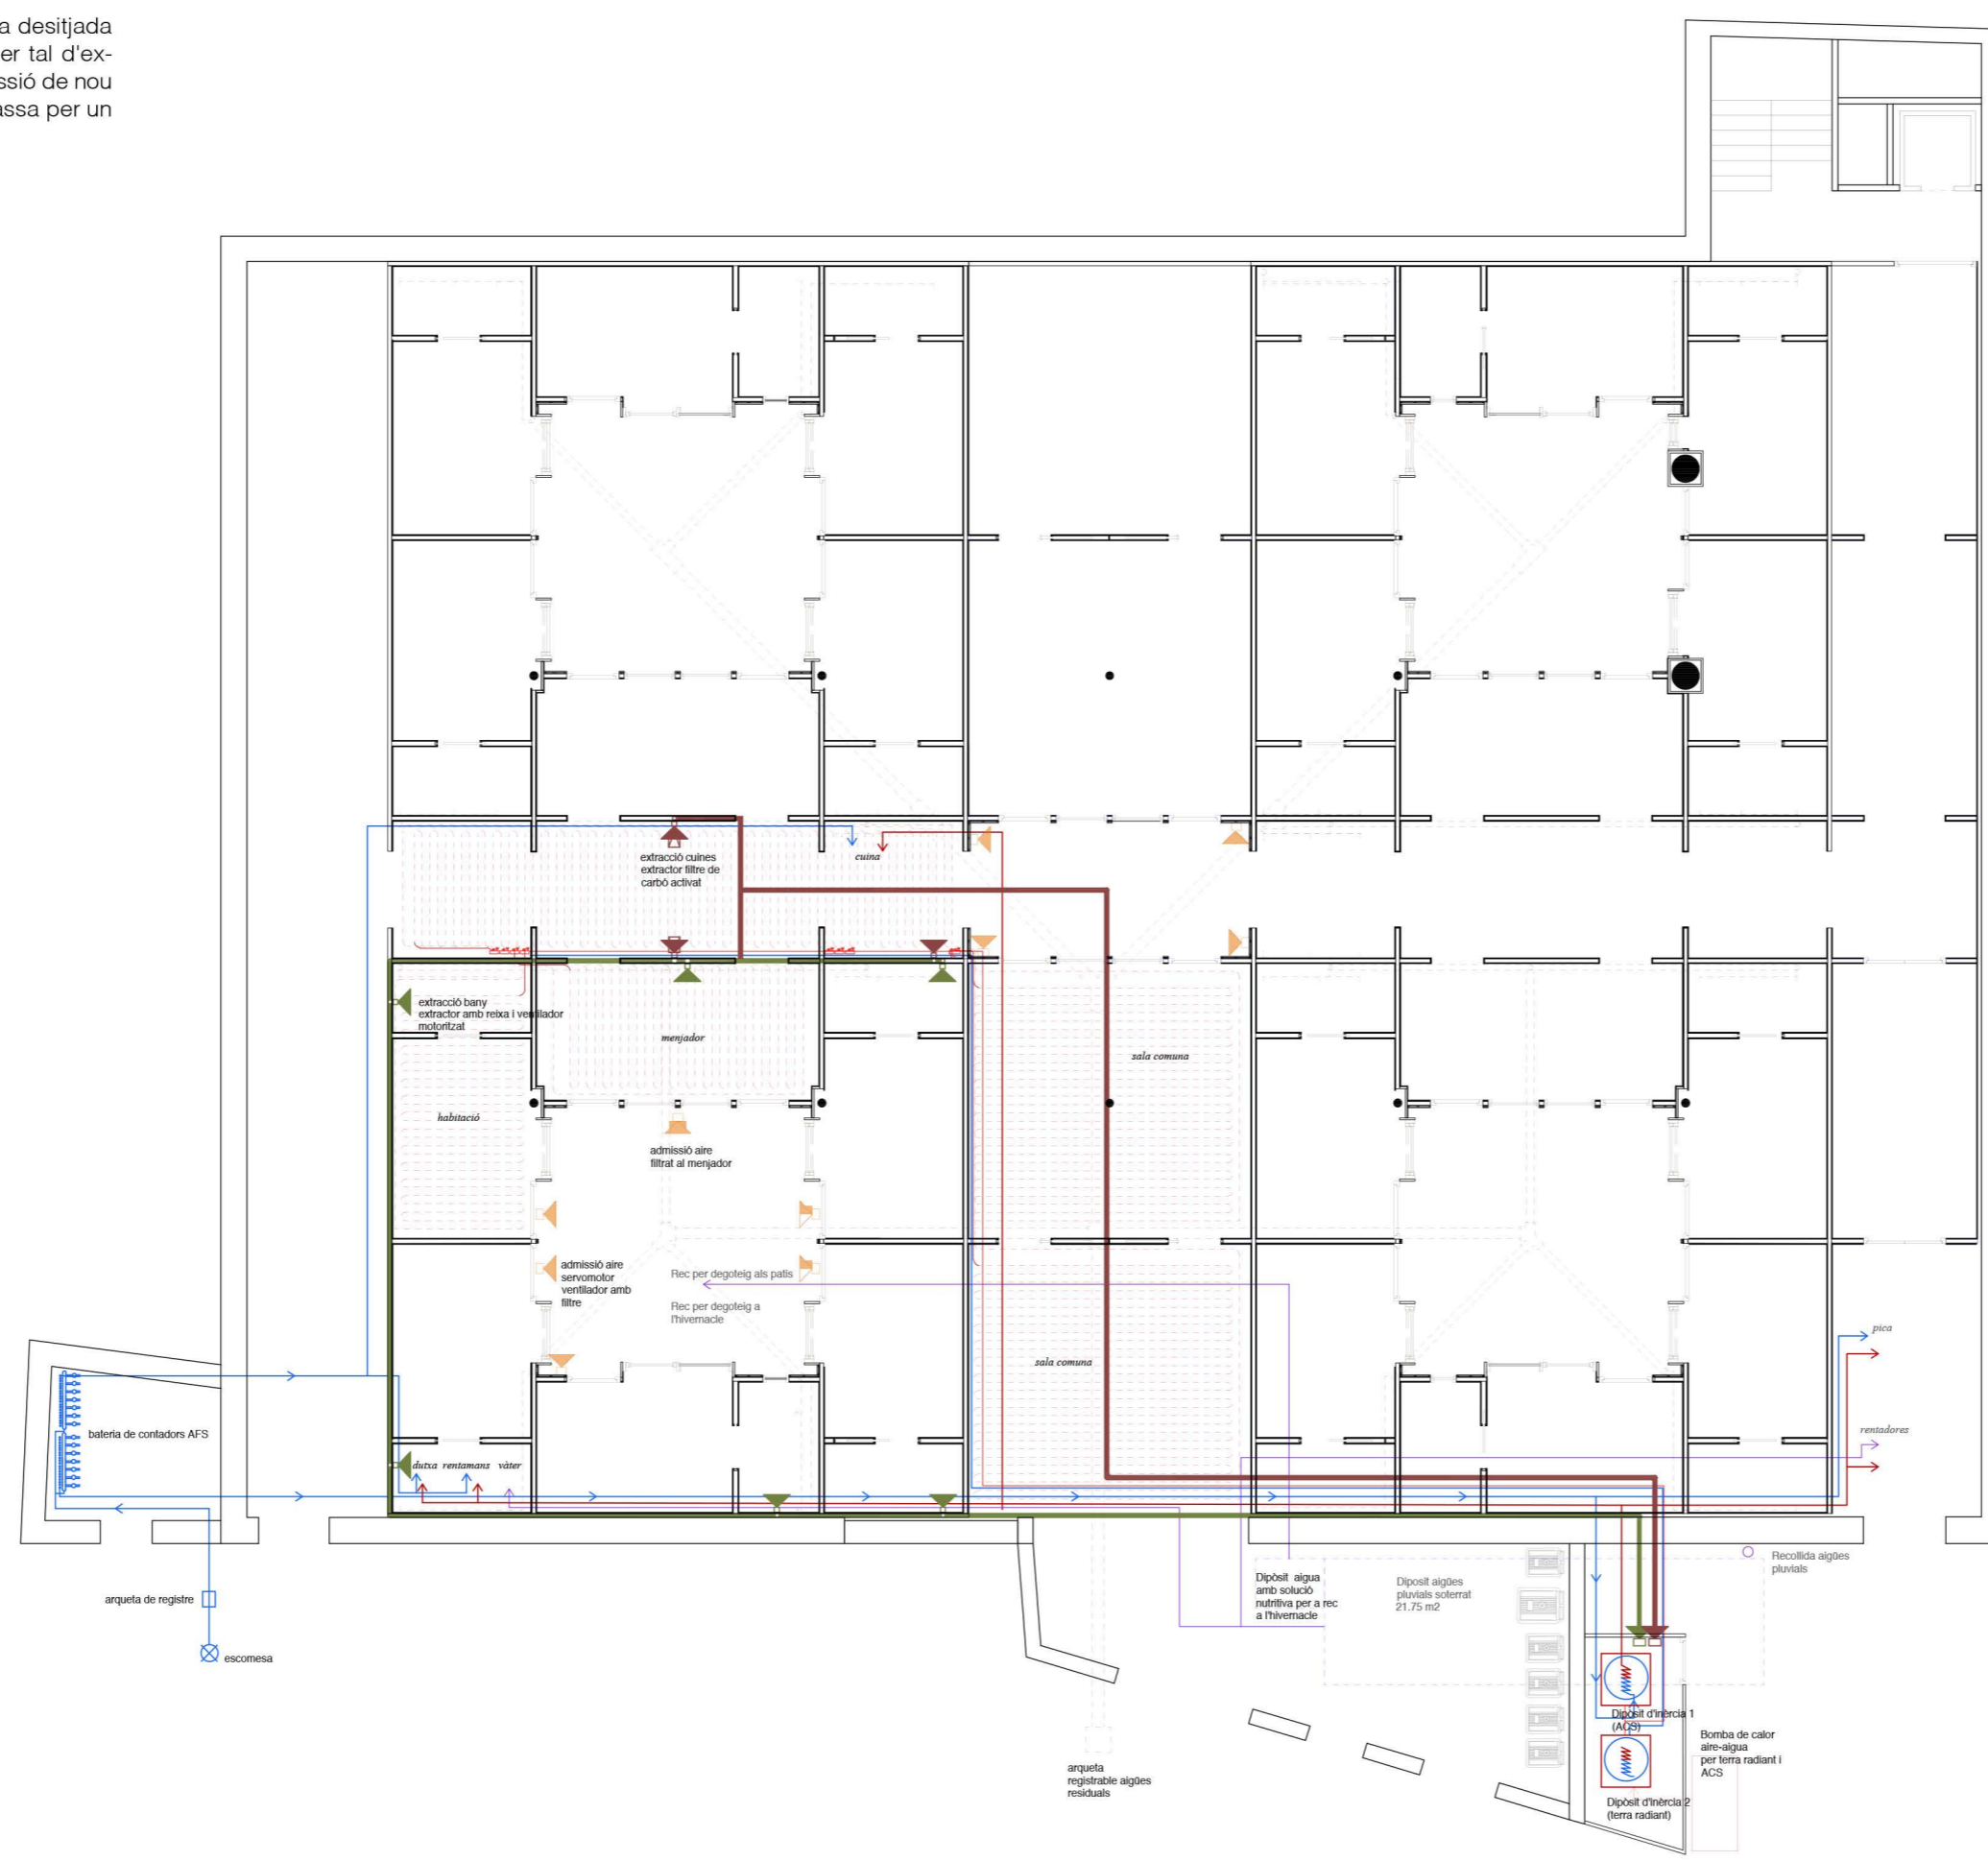 a desitjada
er tal d'ex-
ssió de nou
assa per un
extracció cuines
extractor filtre de
carbó activat
cuina
extracció bany
extractor amb reixa i ventilador
motoritzat
menjador
sala comuna
habitació
admissió aire
filtrat al menjador
admissió aire
servomotor
ventilador amb
filtre
Rec per degoteig als patis
Rec per degoteig a
l'hivernacle
sala comuna
pica
bateria de contadors AFS
rentadores
dutxa rentamans vàter
arqueta de registre
escomesa
Dipòsit aigua
amb solució
nutritiva per a rec
a l'hivernacle
Diposit aigües
pluvials soterrat
21.75 m2
Recollida aigües
pluvials
Dipòsit d'inèrcia 1
(ACS)
Bomba de calor
aire-aigua
per terra radiant i
ACS
arqueta
registrable aigües
residuals
Dipòsit d'inèrcia 2
(terra radiant)